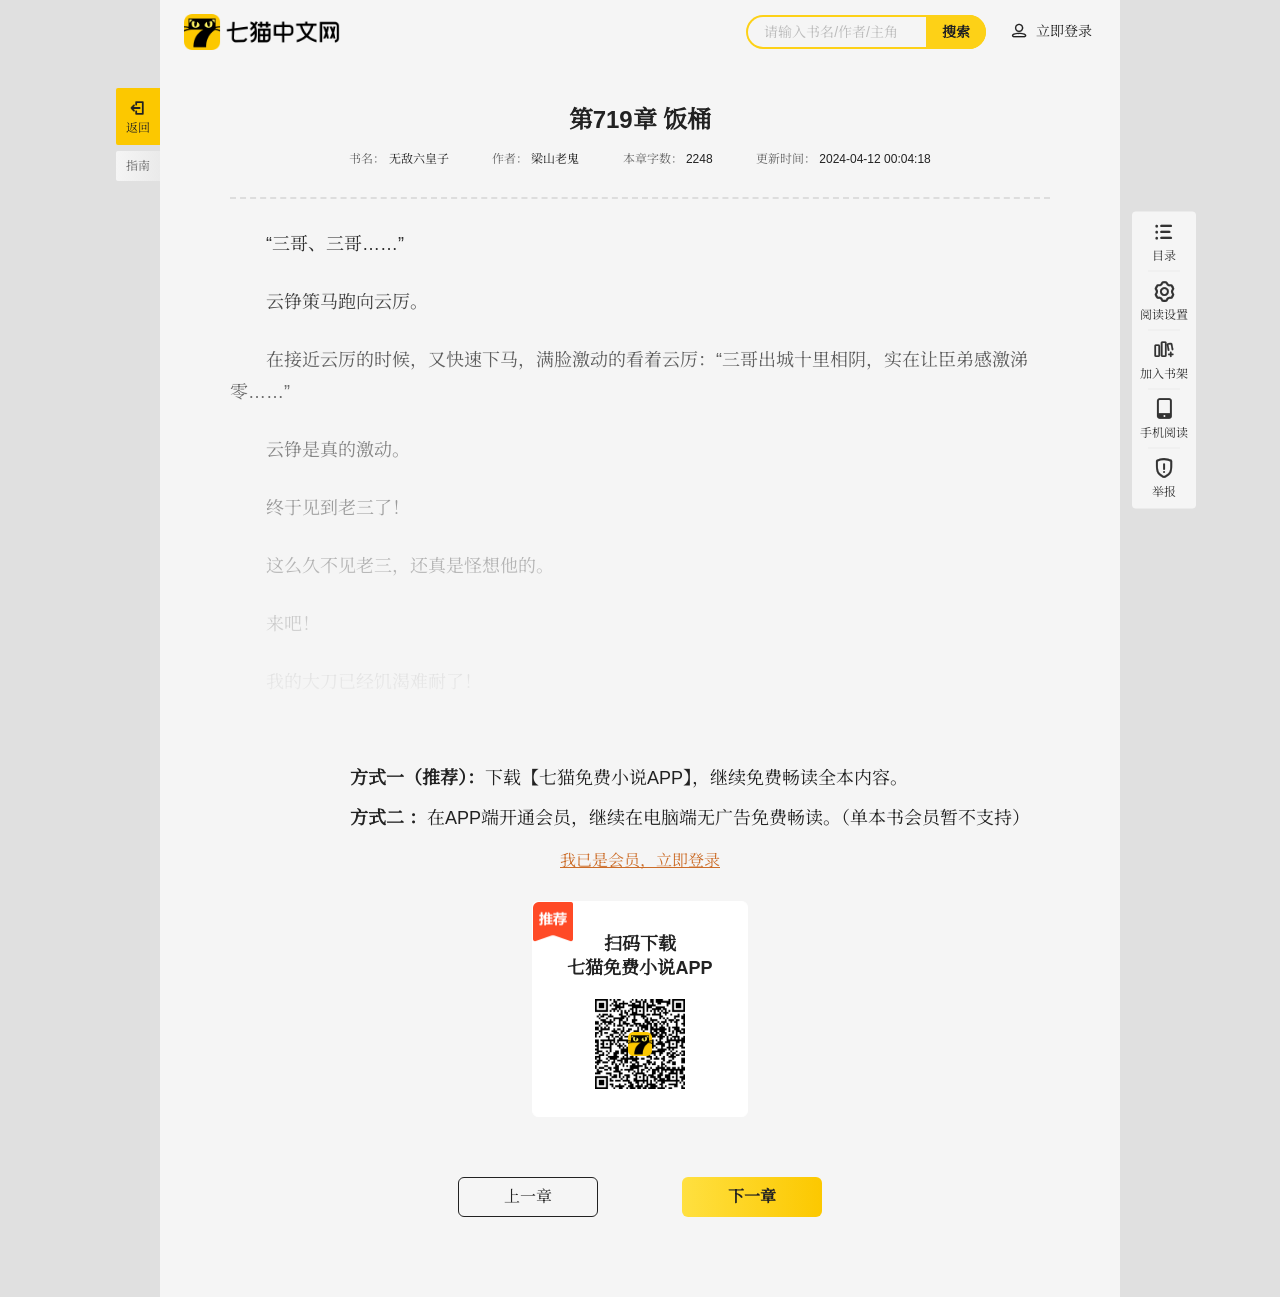 七猫中文网
请输入书名/作者/主角
搜索
立即登录
返回
指南
第719章 饭桶
书名： 无敌六皇子 作者： 梁山老鬼 本章字数： 2248 更新时间： 2024-04-12 00:04:18
“三哥、三哥……”
云铮策马跑向云厉。
在接近云厉的时候，又快速下马，满脸激动的看着云厉：“三哥出城十里相阴，实在让臣弟感激涕
零……”
云铮是真的激动。
终于见到老三了！
这么久不见老三，还真是怪想他的。
来吧！
我的大刀已经饥渴难耐了！
目录
阅读设置
加入书架
手机阅读
举报
方式一（推荐）：下载【七猫免费小说APP】，继续免费畅读全本内容。
方式二 ：在APP端开通会员，继续在电脑端无广告免费畅读。（单本书会员暂不支持）
我已是会员，立即登录
推荐
扫码下载
七猫免费小说APP
上一章
下一章